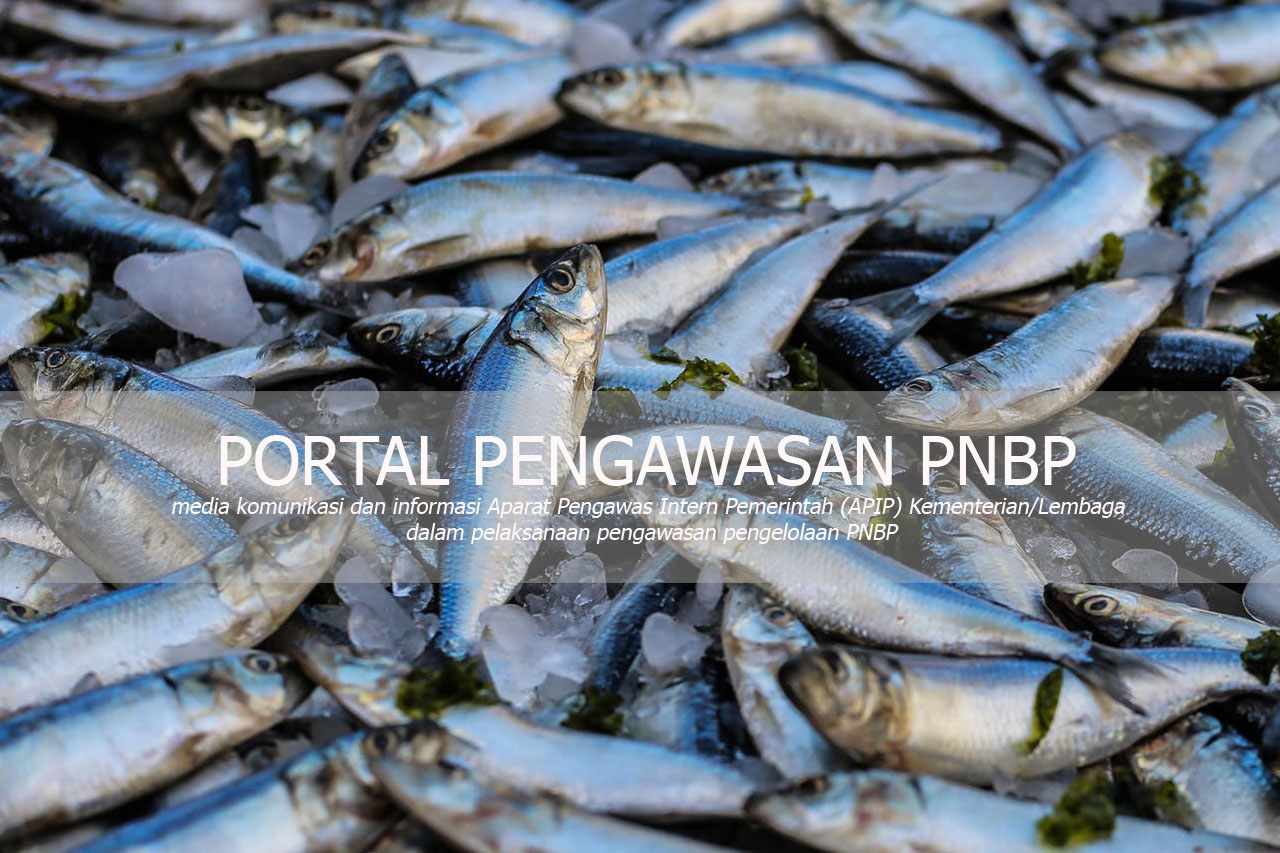 PORTAL PENGAWASAN PNBP
media komunikasi dan informasi Aparat Pengawas Intern Pemerintah (APIP) Kementerian/Lembaga
dalam pelaksanaan pengawasan pengelolaan PNBP